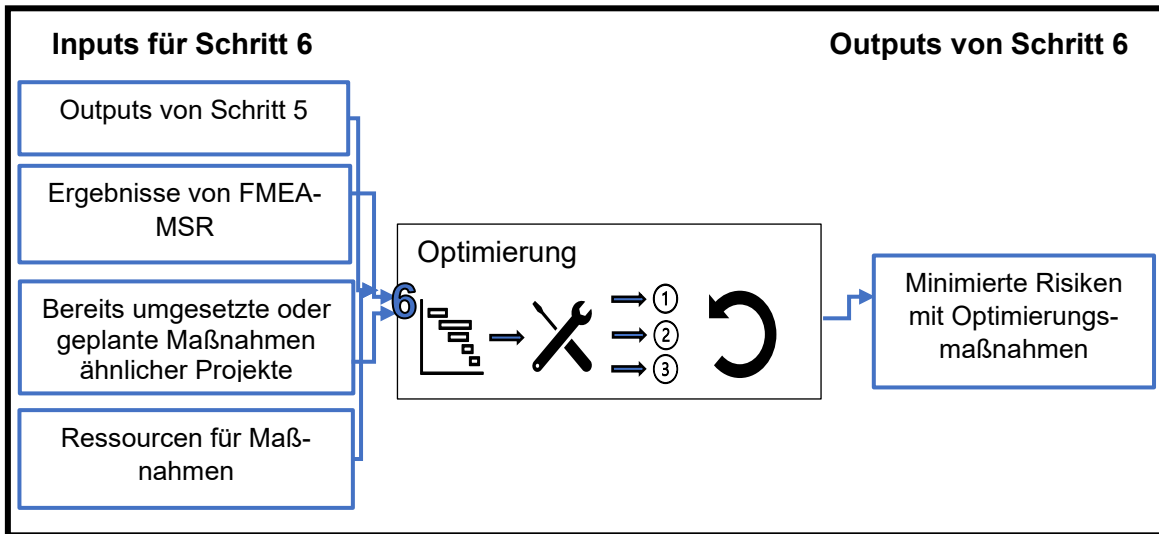 Inputs für Schritt 6
Outputs von Schritt 6
Outputs von Schritt 5
Ergebnisse von FMEA-
MSR
Bereits umgesetzte oder
geplante Maßnahmen
ähnlicher Projekte
Ressourcen für Maß-
nahmen
Optimierung
6
1
2
3
Minimierte Risiken
mit Optimierungs-
maßnahmen